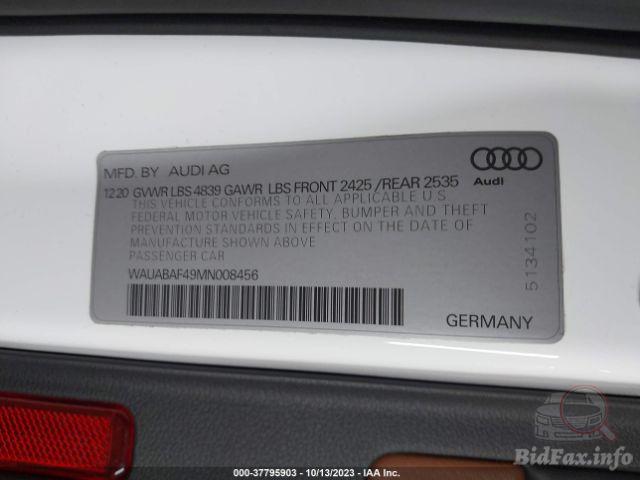 MFD. BY AUDI AG
12 20 GVWR LBS 4839 GAWR LBS FRONT 2425 / REAR 2535
THIS VEHICLE CONFORMS TO ALL APPLICABLE U.S
FEDERAL MOTOR VEHICLE SAFETY, BUMPER AND THEFT
PREVENTION STANDARDS IN EFFECT ON THE DATE OF
MANUFACTURE SHOWN ABOVE
PASSENGER CAR
WAUABAF49MN008456
GERMANY
Audi
5134102
000-37795903 - 10/13/2023 - IAA Inc.
BidFax.info